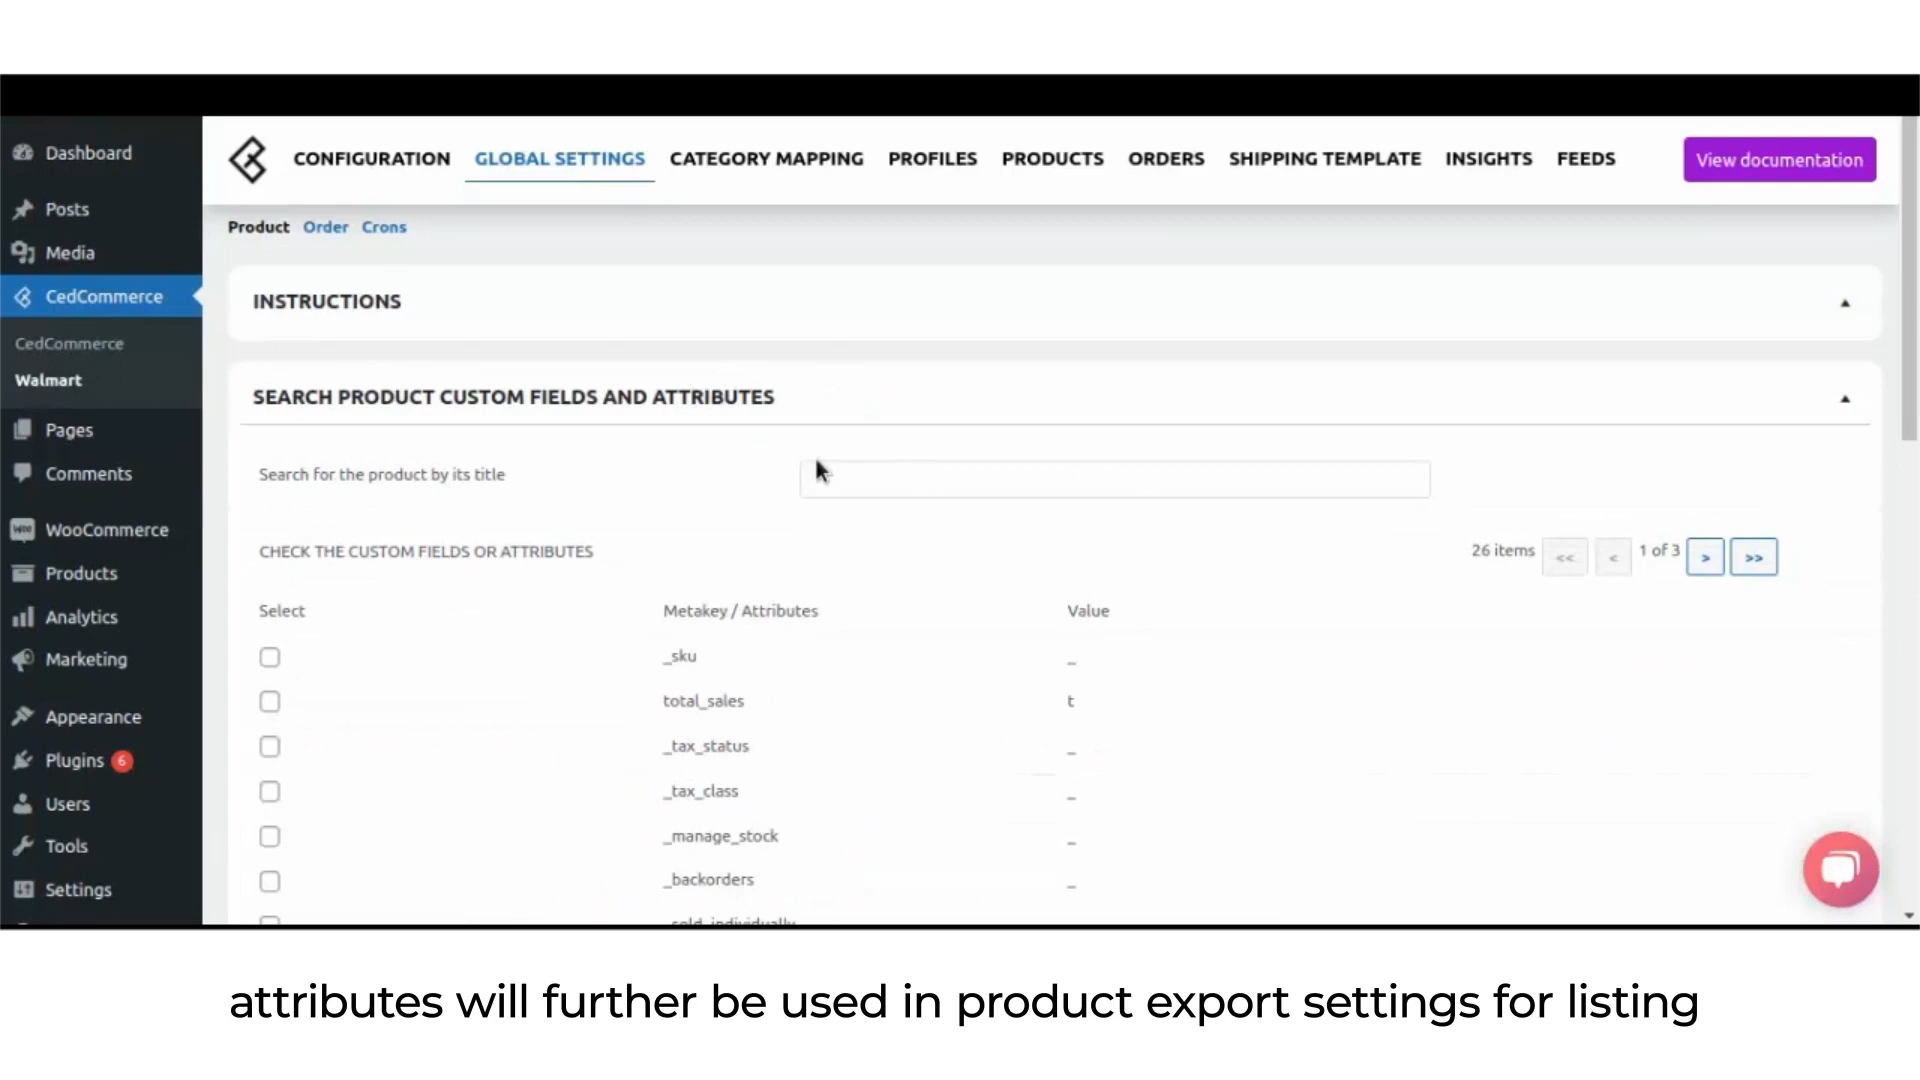 Dashboard
Posts
Media
CedCommerce
CedCommerce
Walmart
Pages
Comments
WooCommerce
Products
Analytics
Marketing
Appearance
Plugins 6
Users
Tools
Settings
CONFIGURATION GLOBAL SETTINGS CATEGORY MAPPING PROFILES PRODUCTS ORDERS SHIPPING TEMPLATE INSIGHTS FEEDS View documentation
Product Order Crons
INSTRUCTIONS
SEARCH PRODUCT CUSTOM FIELDS AND ATTRIBUTES
Search for the product by its title
CHECK THE CUSTOM FIELDS OR ATTRIBUTES 26 items << < 1 of 3 > >>
Select Metakey / Attributes Value
_sku _
total_sales t
_tax_status _
_tax_class _
_manage_stock _
_backorders _
_sold_individually
attributes will further be used in product export settings for listing